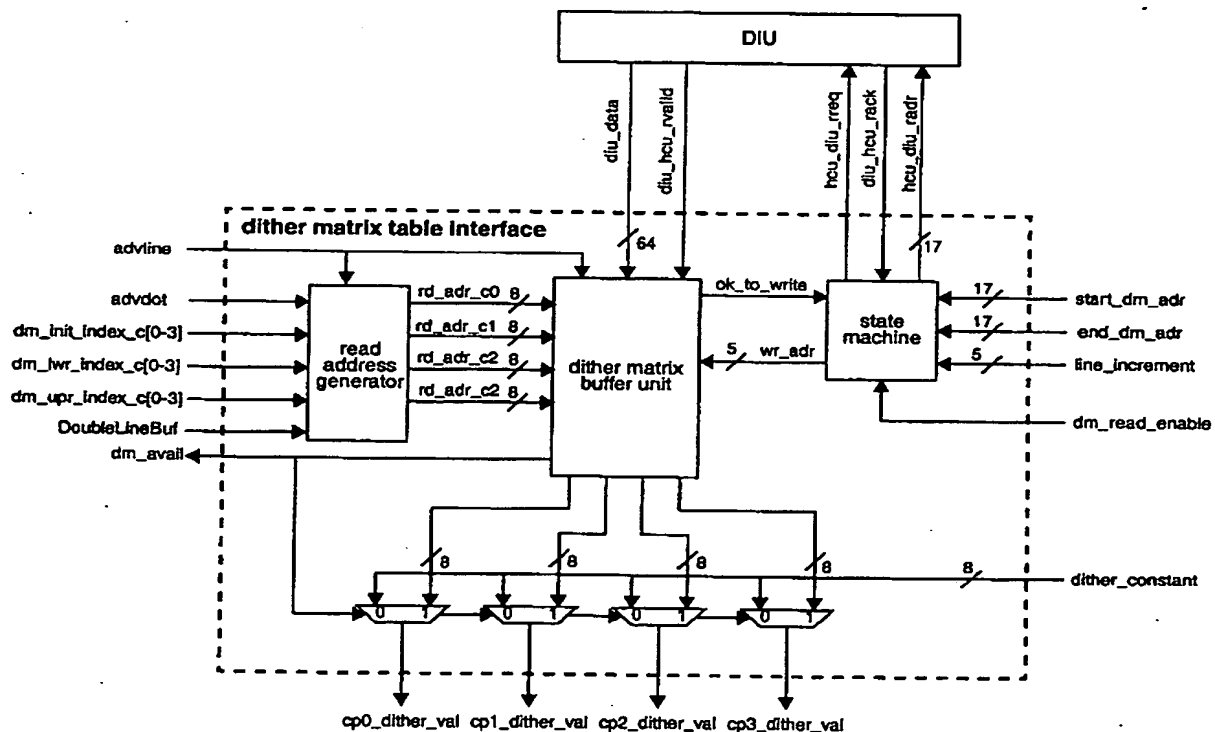 DIU
diu_data
diu_hcu_rvalid
hcu_diu_rreq
diu_hcu_rack
hcu_diu_radr
64
17
dither matrix table interface
advline
advdot
dm_init_index_c[0-3]
dm_lwr_index_c[0-3]
dm_upr_index_c[0-3]
DoubleLineBuf
dm_avail
read
address
generator
rd_adr_c0 8
rd_adr_c1 8
rd_adr_c2 8
rd_adr_c2 8
dither matrix
buffer unit
ok_to_write
5 wr_adr
state
machine
17 start_dm_adr
17 end_dm_adr
5 line_increment
dm_read_enable
8 8 8 8
8 dither_constant
0 1 0 1 0 1 0 1
cp0_dither_val cp1_dither_val cp2_dither_val cp3_dither_val